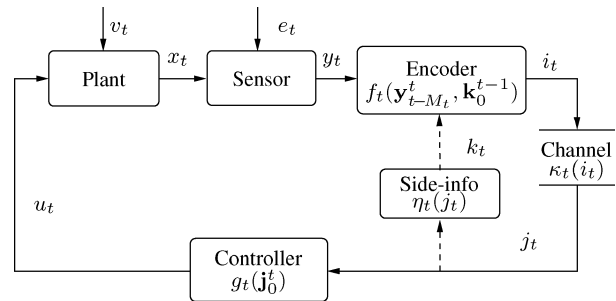 v_t
e_t
Plant
x_t
Sensor
y_t
Encoder
f_t(y^t_{t−M_t}, k_0^{t−1})
i_t
Channel
κ_t(i_t)
k_t
Side-info
η_t(j_t)
u_t
j_t
Controller
g_t(j_0^t)